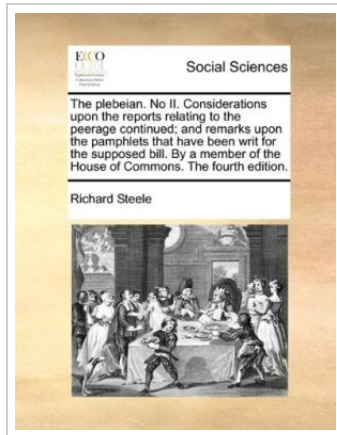 ECCO
Social Sciences
The plebeian. No II. Considerations
upon the reports relating to the
peerage continued; and remarks upon
the pamphlets that have been writ for
the supposed bill. By a member of the
House of Commons. The fourth edition.
Richard Steele